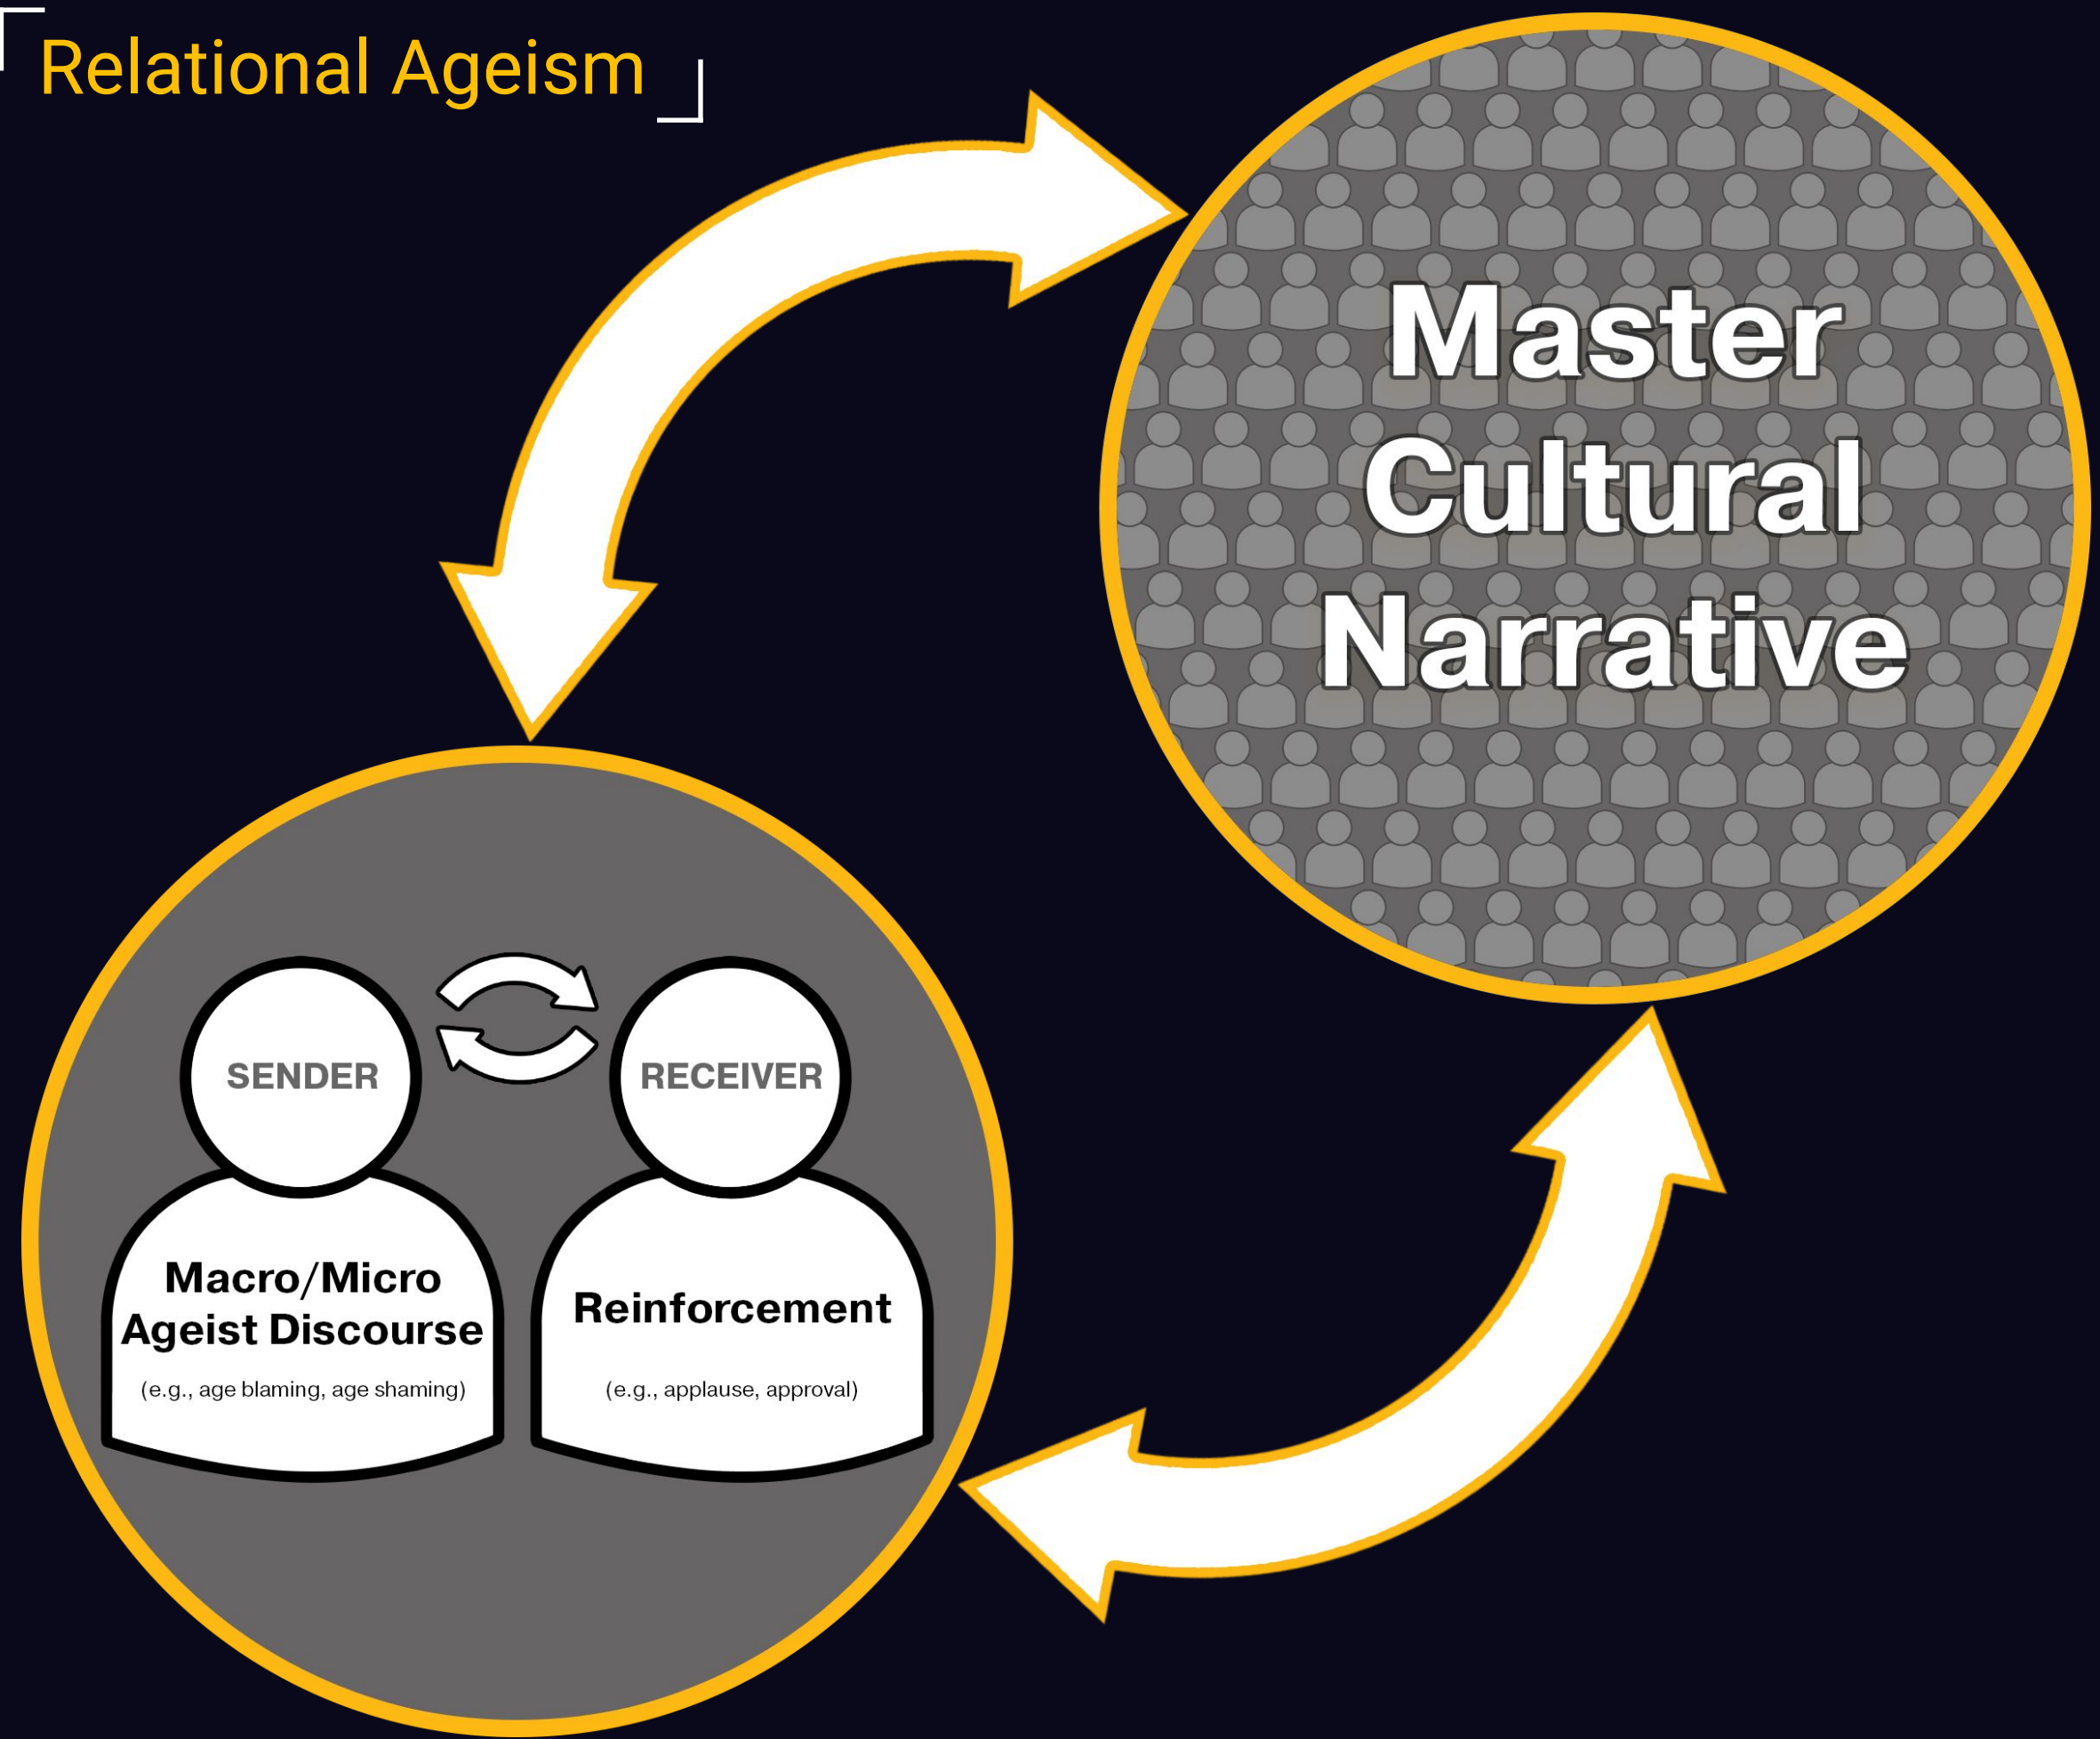 Relational Ageism
Master
Cultural
Narrative
SENDER
RECEIVER
Macro/Micro
Ageist Discourse
(e.g., age blaming, age shaming)
Reinforcement
(e.g., applause, approval)